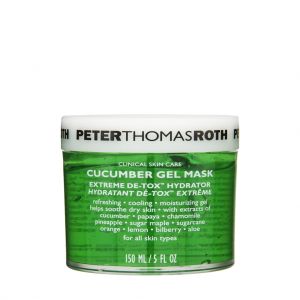 PETERTHOMASROTH
CLINICAL SKIN CARE
CUCUMBER GEL MASK
EXTREME DE-TOX™ HYDRATOR
HYDRATANT DÉ-TOX™ EXTRÊME
refreshing • cooling • moisturizing gel
helps soothe dry skin • with extracts of
cucumber • papaya • chamomile
pineapple • sugar maple • sugarcane
orange • lemon • bilberry • aloe
for all skin types
150 ML / 5 FL OZ